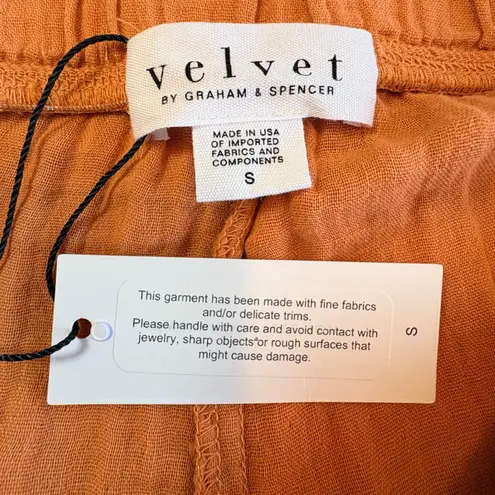 velvet
BY GRAHAM & SPENCER
MADE IN USA
OF IMPORTED
FABRICS AND
COMPONENTS
S
This garment has been made with fine fabrics
and/or delicate trims.
Please handle with care and avoid contact with
jewelry, sharp objects or rough surfaces that
might cause damage.
S